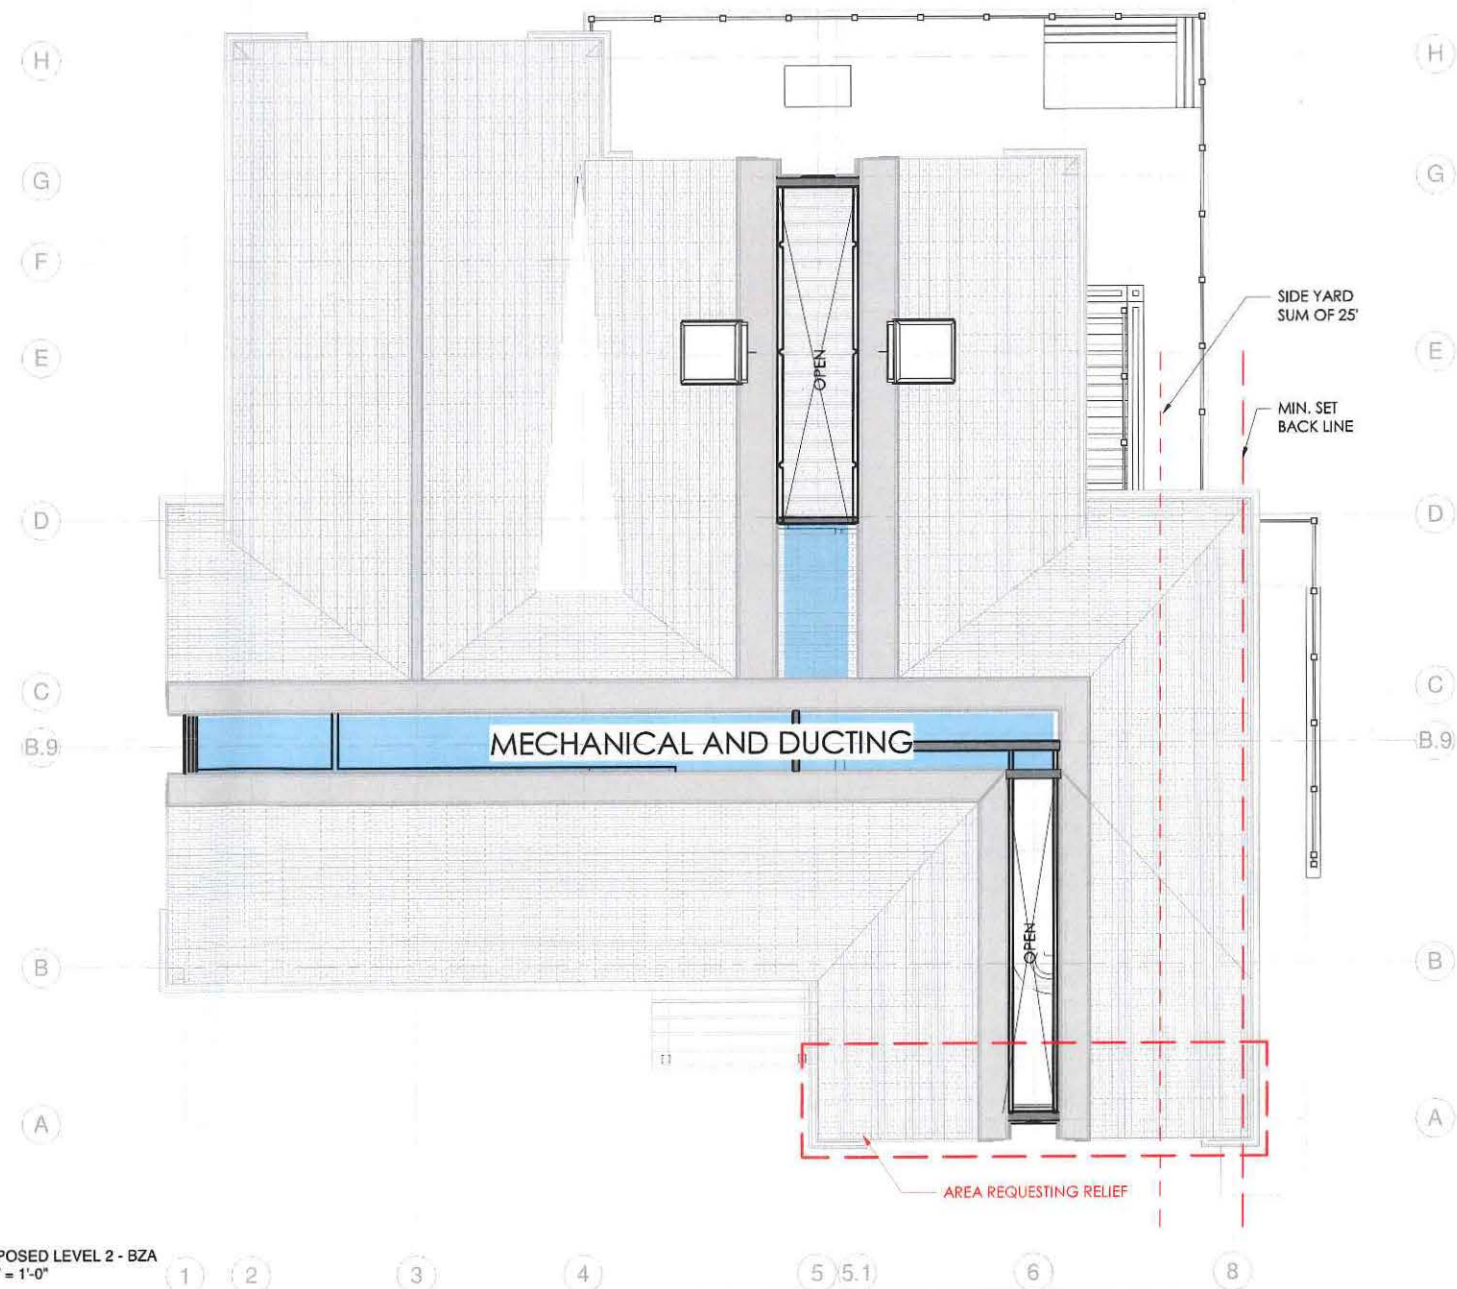 H
H
G
G
F
SIDE YARD
SUM OF 25'
E
OPEN
E
MIN. SET
BACK LINE
D
D
C
C
B.9
MECHANICAL AND DUCTING
B.9
OPEN
B
B
A
A
AREA REQUESTING RELIEF
POSED LEVEL 2 - BZA
" = 1'-0"
1
2
3
4
5
5.1
6
8